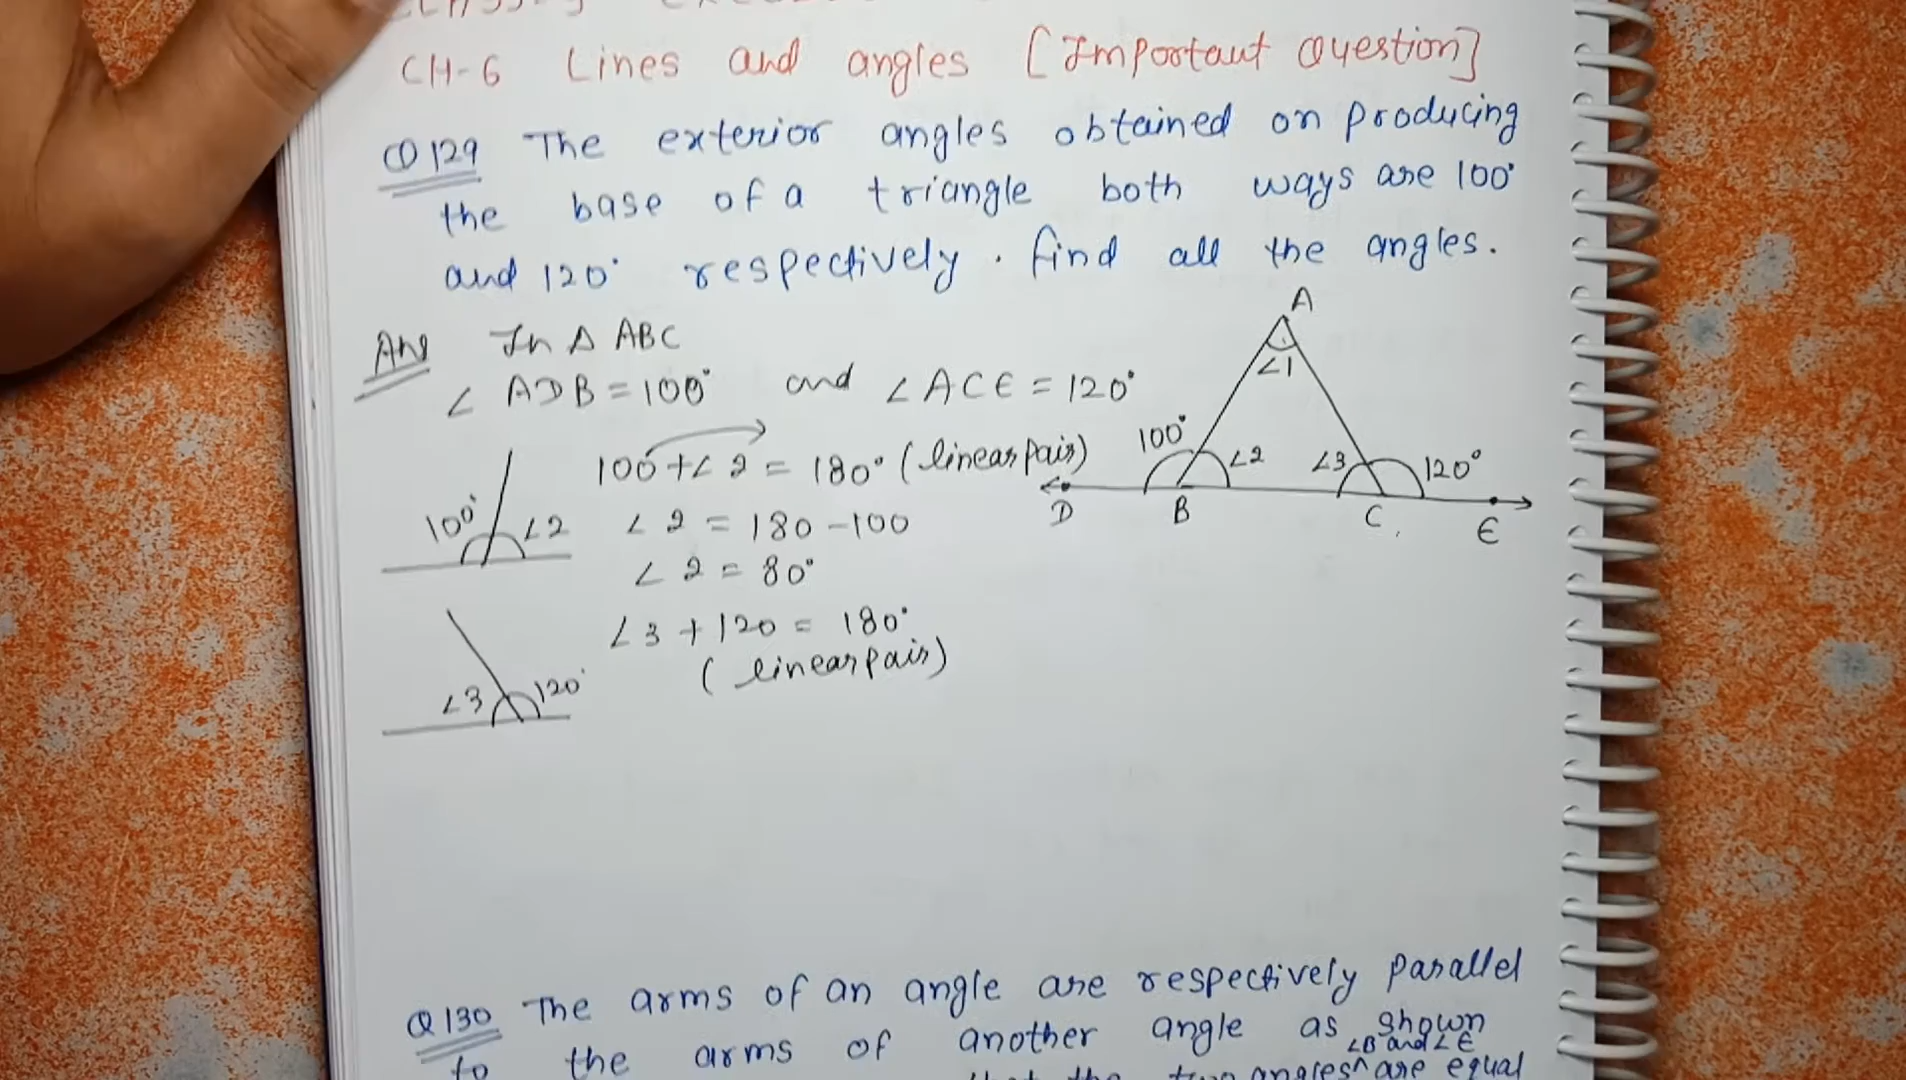 CH-6 Lines and angles [Important Question]
Q129 The exterior angles obtained on producing
the base of a triangle both ways are 100°
and 120° respectively. find all the angles.
Ans In △ ABC
∠ ADB = 100° and ∠ACE = 120°
100+∠2 = 180° (linear pair)
∠2 = 180-100
∠2 = 80°
∠3 + 120 = 180°
(linear pair)
100° ∠2
∠3 120°
A
∠1
100° ∠2 ∠3 120°
D B C E
Q130 The arms of an angle are respectively parallel
to the arms of another angle as shown
∠B and ∠E
that the two angles^ are equal